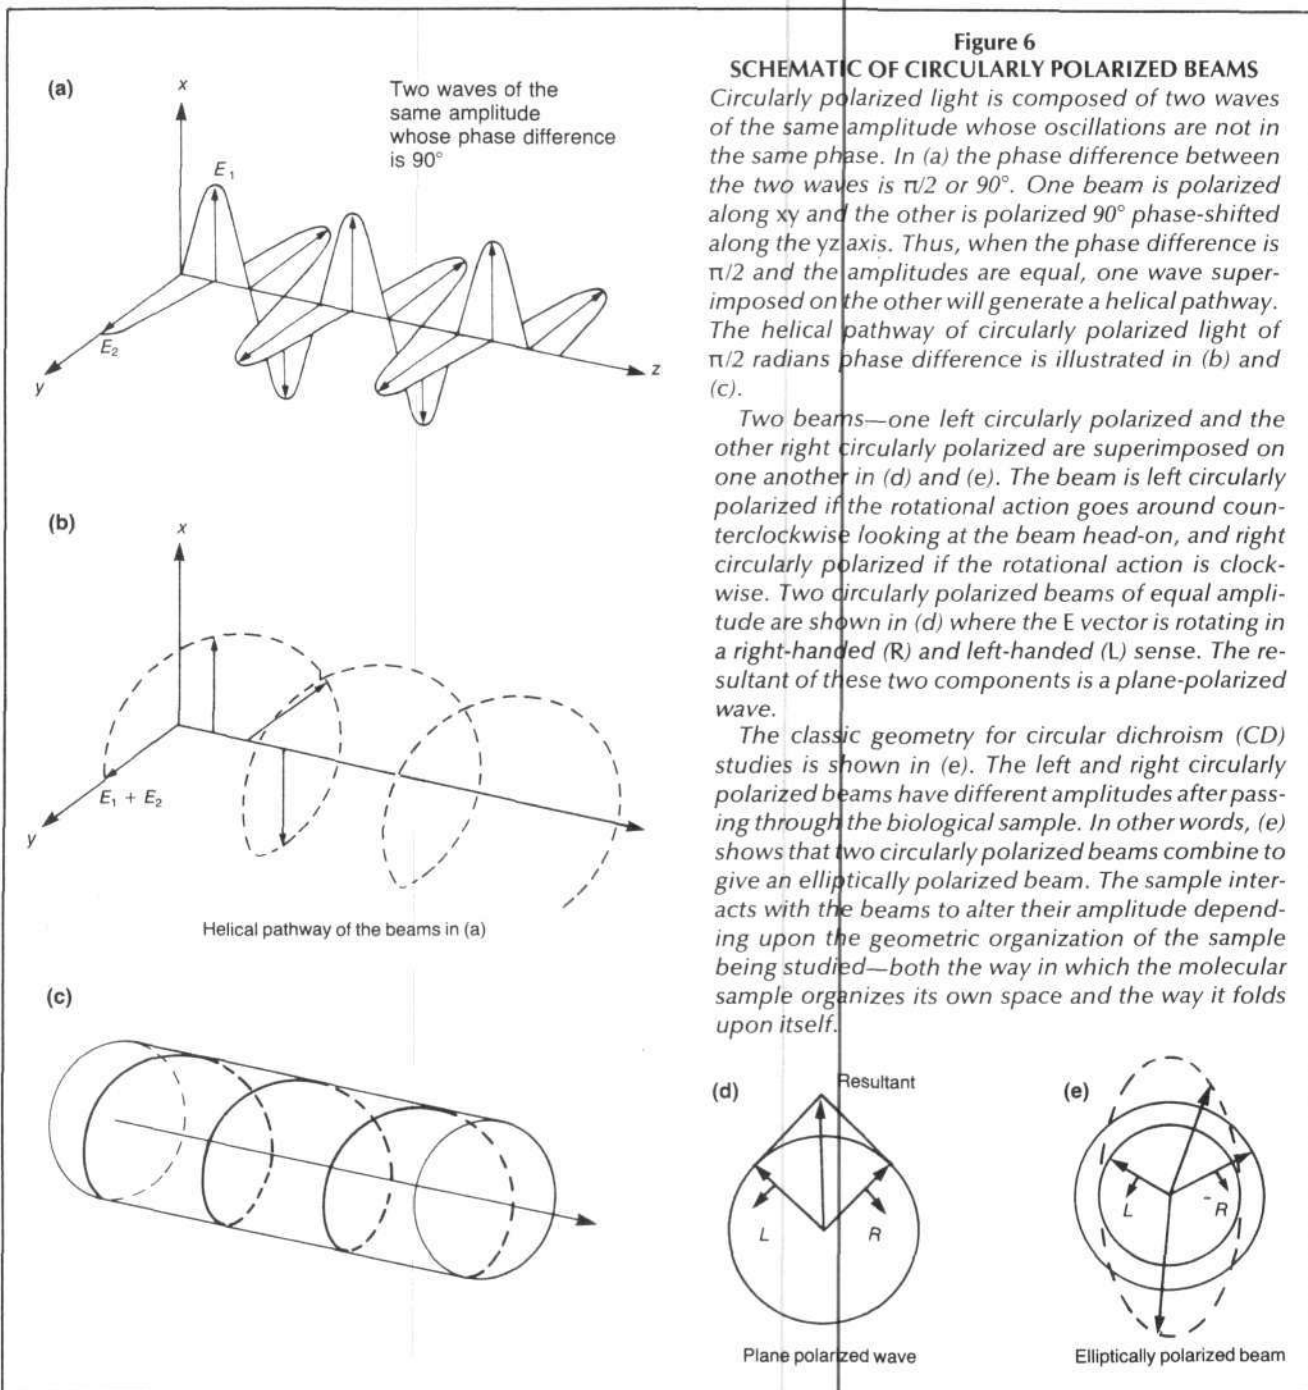 Figure 6
SCHEMATIC OF CIRCULARLY POLARIZED BEAMS
Circularly polarized light is composed of two waves
of the same amplitude whose oscillations are not in
the same phase. In (a) the phase difference between
the two waves is π/2 or 90°. One beam is polarized
along xy and the other is polarized 90° phase-shifted
along the yz axis. Thus, when the phase difference is
π/2 and the amplitudes are equal, one wave super-
imposed on the other will generate a helical pathway.
The helical pathway of circularly polarized light of
π/2 radians phase difference is illustrated in (b) and
(c).
Two beams—one left circularly polarized and the
other right circularly polarized are superimposed on
one another in (d) and (e). The beam is left circularly
polarized if the rotational action goes around coun-
terclockwise looking at the beam head-on, and right
circularly polarized if the rotational action is clock-
wise. Two circularly polarized beams of equal ampli-
tude are shown in (d) where the E vector is rotating in
a right-handed (R) and left-handed (L) sense. The re-
sultant of these two components is a plane-polarized
wave.
The classic geometry for circular dichroism (CD)
studies is shown in (e). The left and right circularly
polarized beams have different amplitudes after pass-
ing through the biological sample. In other words, (e)
shows that two circularly polarized beams combine to
give an elliptically polarized beam. The sample inter-
acts with the beams to alter their amplitude depend-
ing upon the geometric organization of the sample
being studied—both the way in which the molecular
sample organizes its own space and the way it folds
upon itself.
(a)
x
Two waves of the
same amplitude
whose phase difference
is 90°
E1
E2
y
z
(b)
x
E1 + E2
y
Helical pathway of the beams in (a)
(c)
(d)
Resultant
L
R
Plane polarized wave
(e)
L
R
Elliptically polarized beam